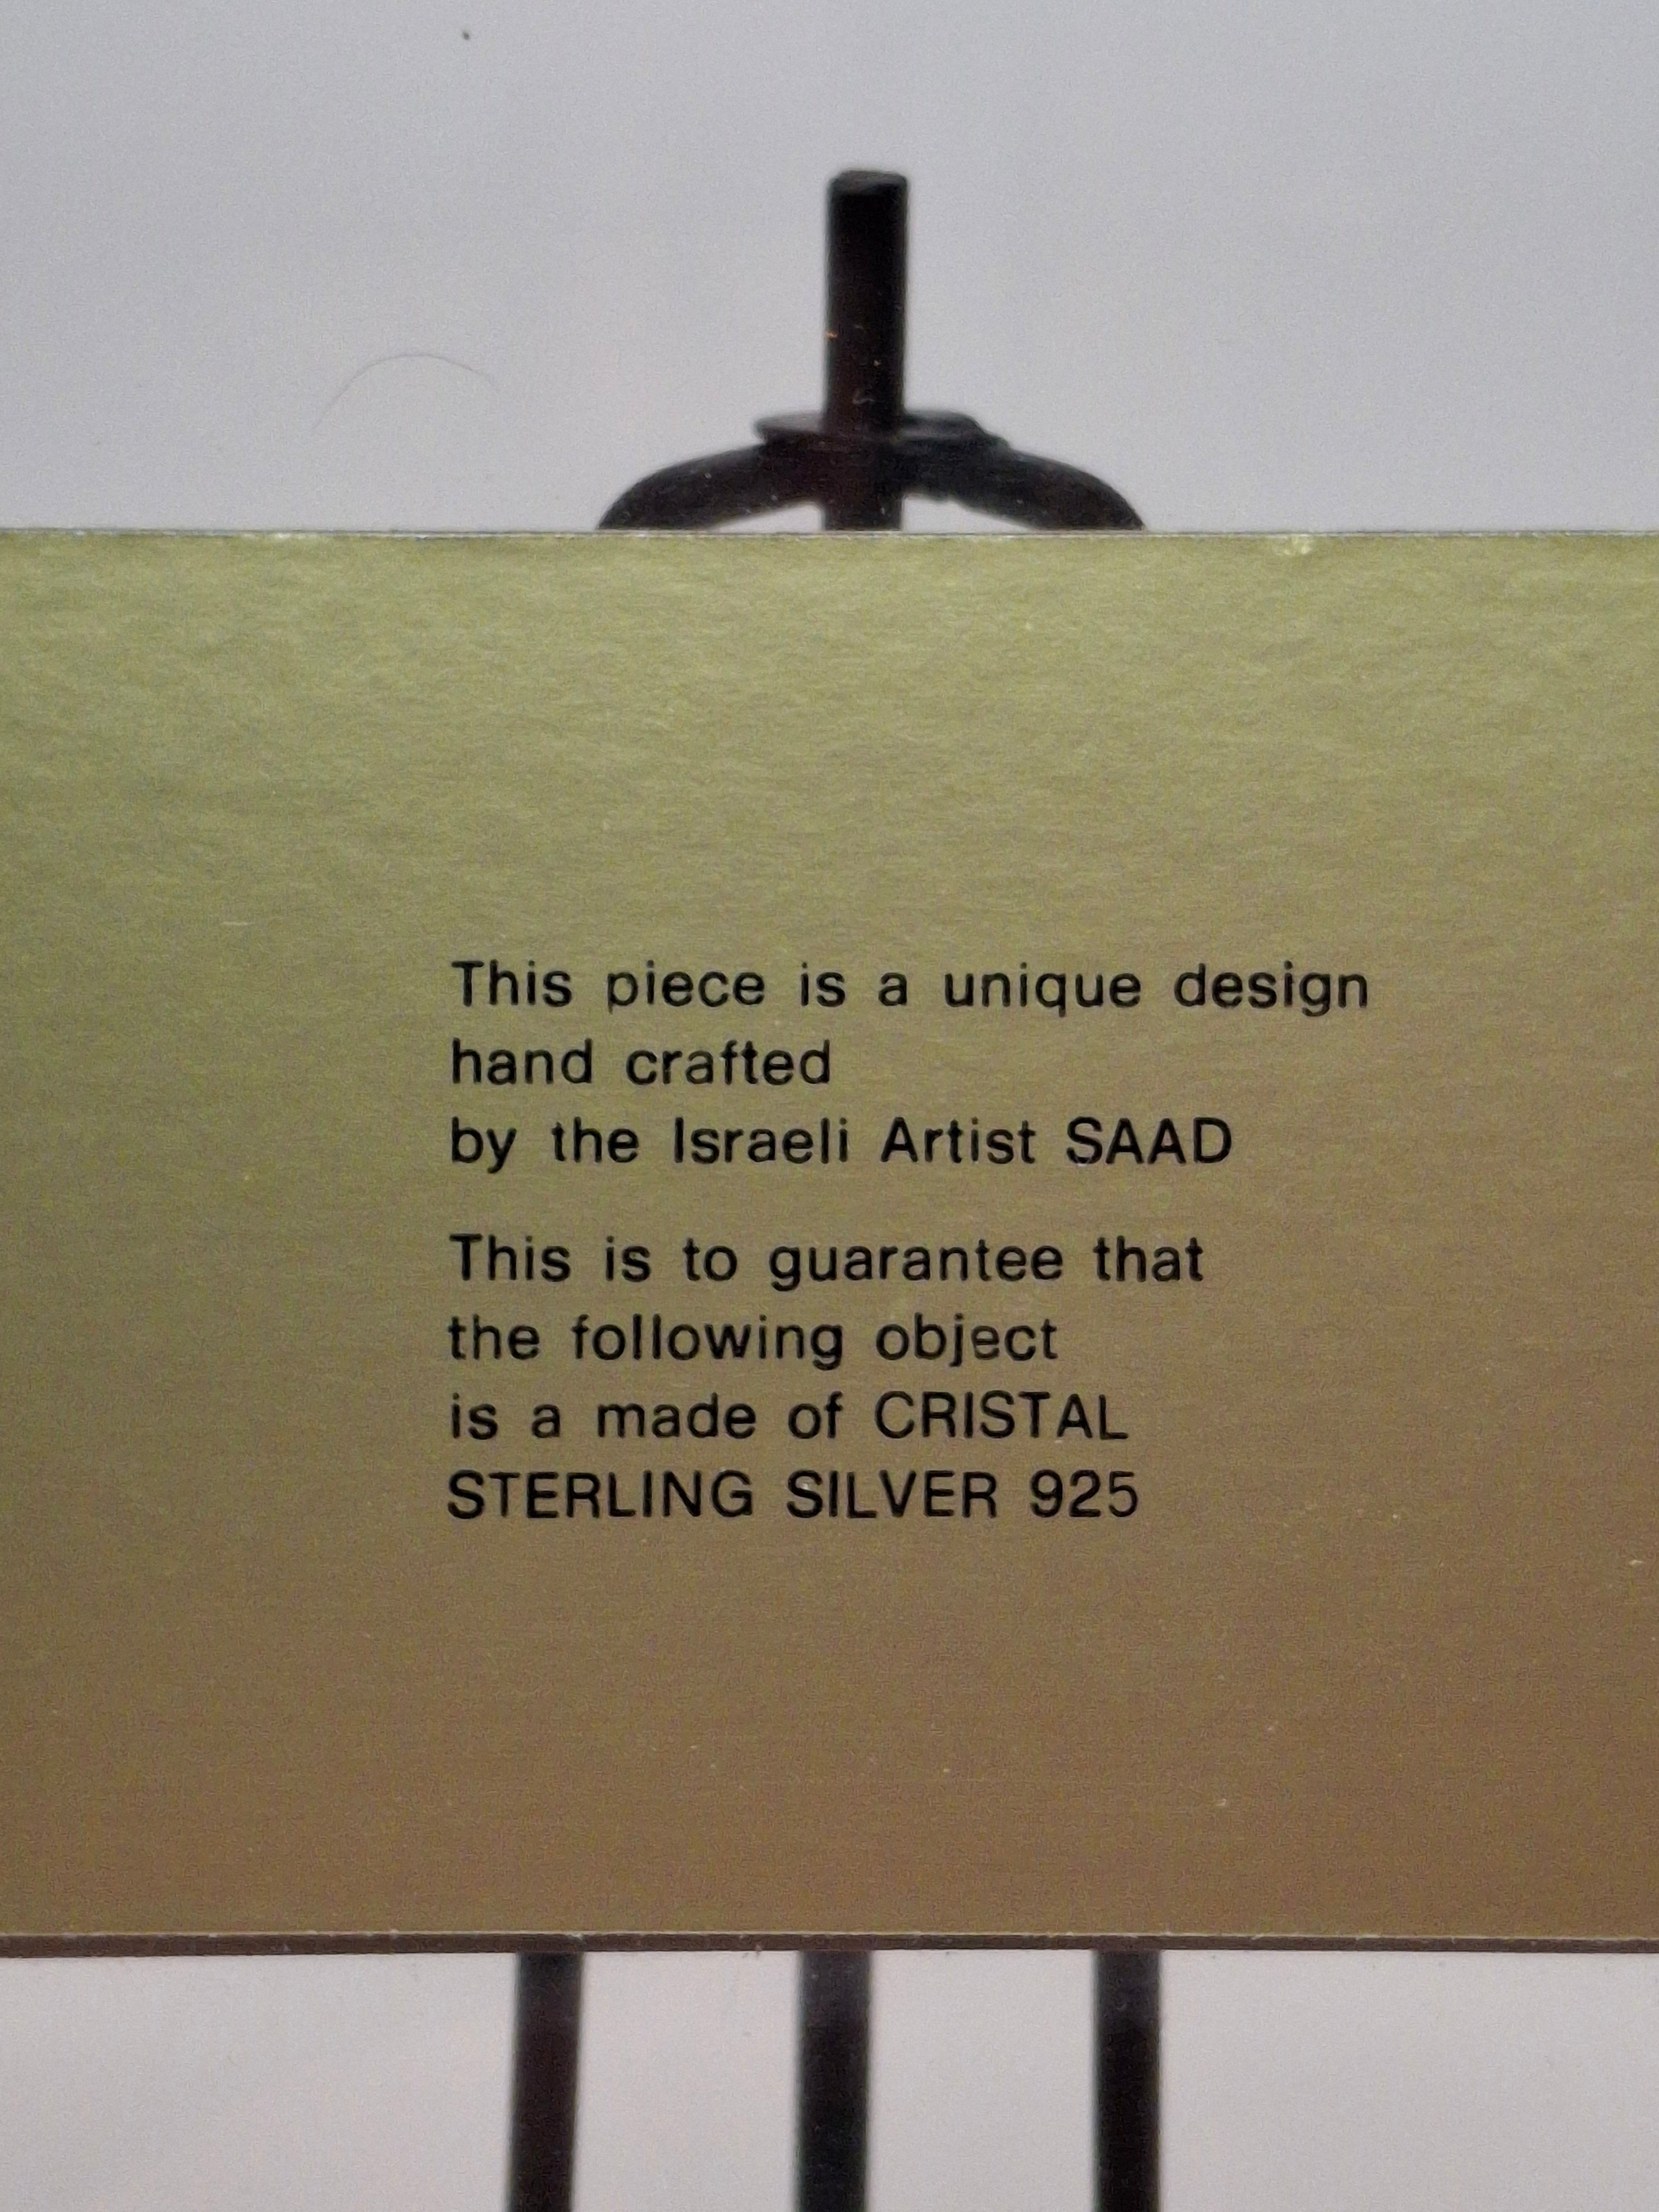 This piece is a unique design
hand crafted
by the Israeli Artist SAAD
This is to guarantee that
the following object
is a made of CRISTAL
STERLING SILVER 925